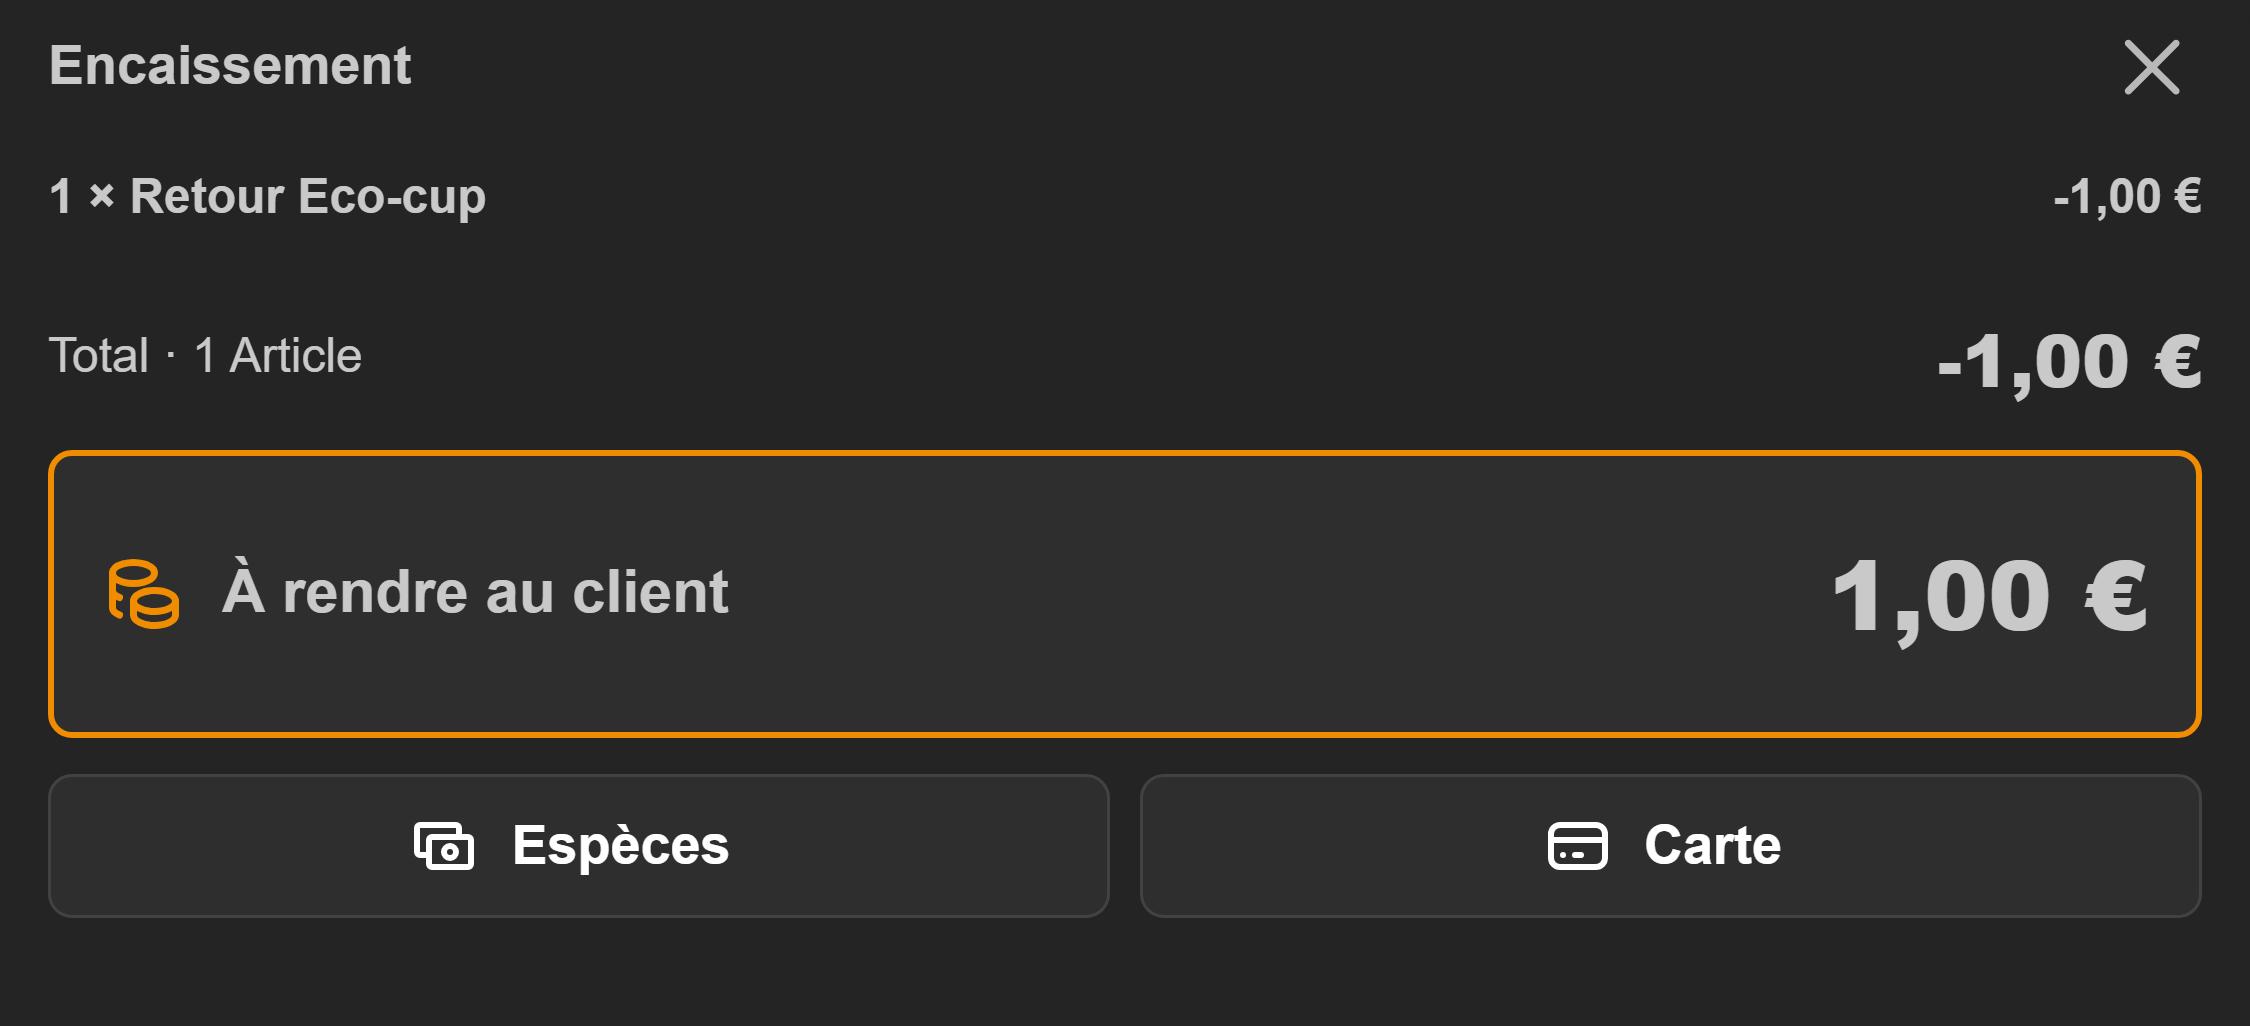 Encaissement
1 × Retour Eco-cup -1,00 €
Total · 1 Article -1,00 €
À rendre au client 1,00 €
Espèces Carte